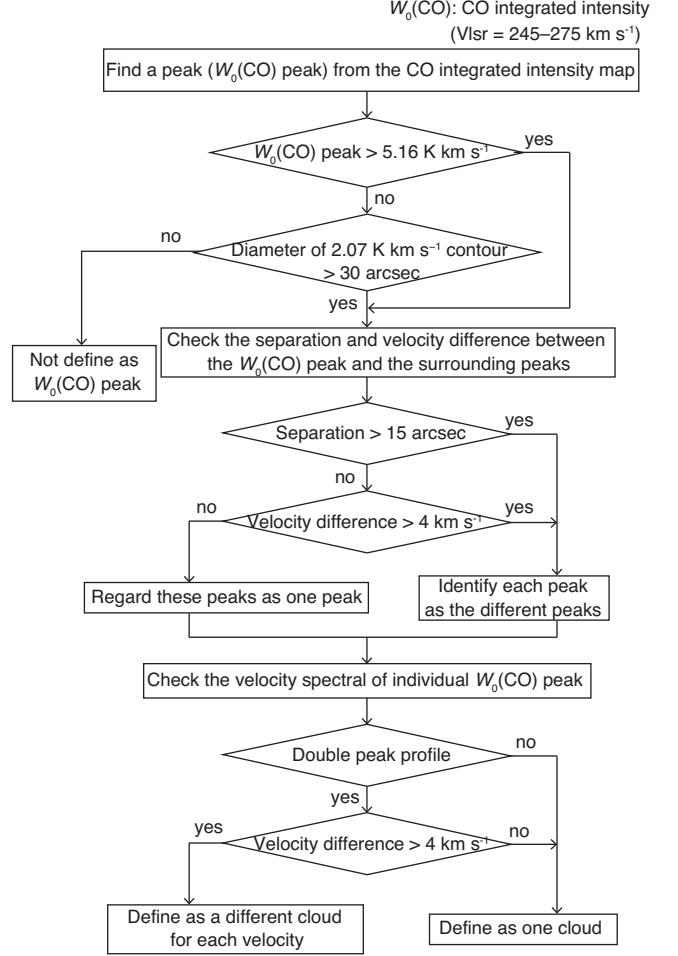 W₀(CO): CO integrated intensity
(Vlsr = 245–275 km s⁻¹)
Find a peak (W₀(CO) peak) from the CO integrated intensity map
W₀(CO) peak > 5.16 K km s⁻¹
yes
no
Diameter of 2.07 K km s⁻¹ contour
> 30 arcsec
no
yes
Not define as
W₀(CO) peak
Check the separation and velocity difference between
the W₀(CO) peak and the surrounding peaks
Separation > 15 arcsec
yes
no
Velocity difference > 4 km s⁻¹
no
yes
Regard these peaks as one peak
Identify each peak
as the different peaks
Check the velocity spectral of individual W₀(CO) peak
Double peak profile
no
yes
Velocity difference > 4 km s⁻¹
yes
no
Define as a different cloud
for each velocity
Define as one cloud